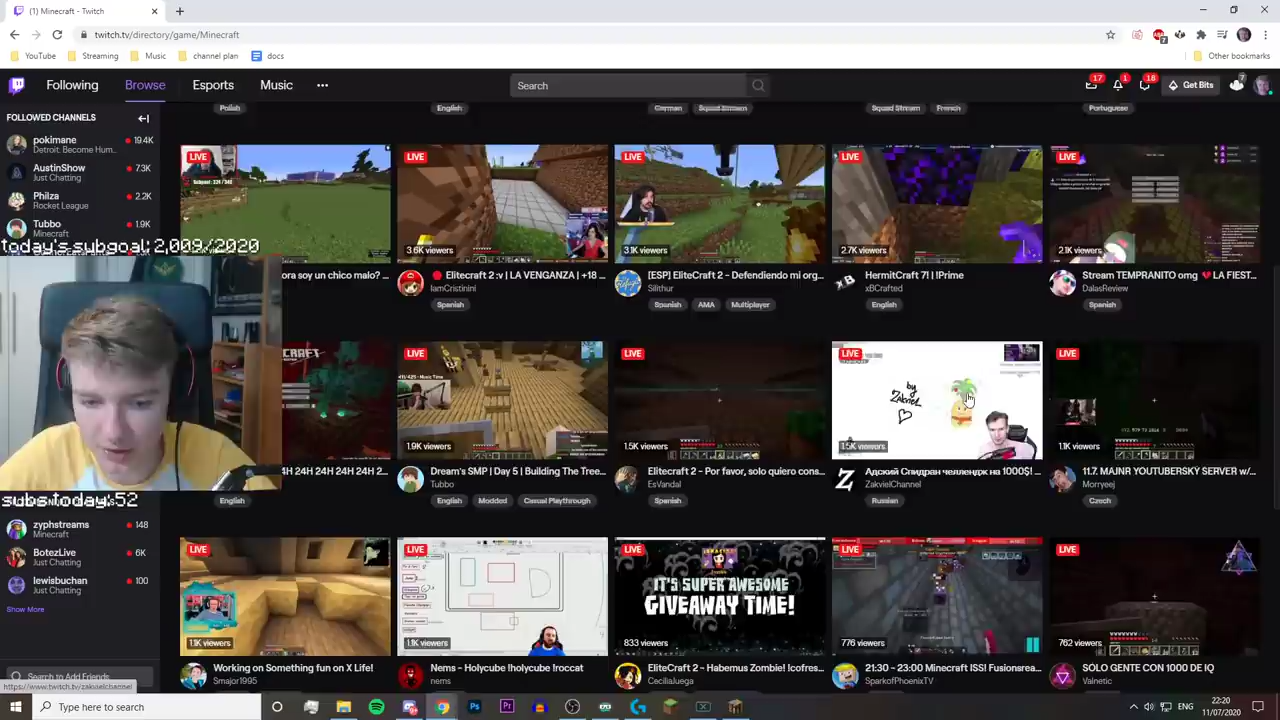 (1) Minecraft - Twitch
twitch.tv/directory/game/Minecraft
YouTube Streaming Music channel plan docs Other bookmarks
Following Browse Esports Music ••• Search 17 1 18 Get Bits 7
Polish English German Squad Stream Squad Stream French Portuguese
FOLLOWED CHANNELS
pokimane 19.4K
Detroit: Become Hum...
AustinShow 7.3K
Just Chatting
Philza 2.2K
Rocket League
Tubbo 1.9K
Minecraft
today's subgoal: 2,009/2020
subs today:52
zyphstreams 148
Minecraft
BotezLive 6K
Just Chatting
lewisbuchan 103
Just Chatting
Show More
Search to Add Friends
https://www.twitch.tv/zakvielchannel
LIVE
ora soy un chico malo? ...
LIVE
3.6K viewers
Elitecraft 2 :v | LA VENGANZA | +18 ...
IamCristinini
Spanish
LIVE
3.1K viewers
[ESP] EliteCraft 2 - Defendiendo mi org...
Silithur
Spanish AMA Multiplayer
LIVE
2.7K viewers
HermitCraft 7! | !Prime
xBCrafted
English
LIVE
2.1K viewers
Stream TEMPRANITO omg 💔 LA FIEST...
DalasReview
Spanish
4H 24H 24H 24H 2...
English
LIVE
1.9K viewers
Dream's SMP | Day 5 | Building The Tree...
Tubbo
English Modded Casual Playthrough
LIVE
1.5K viewers
Elitecraft 2 - Por favor, solo quiero cons...
EsVandal
Spanish
LIVE
by
Zakviel
1.5K viewers
Адский Спидран челлендж на 1000$! ...
ZakvielChannel
Russian
LIVE
1.1K viewers
11.7. MAJNR YOUTUBERSKÝ SERVER w/...
Morryeej
Czech
LIVE
1.1K viewers
Working on Something fun on X Life!
Smajor1995
LIVE
1.1K viewers
Nems - Holycube !holycube !roccat
nems
LIVE
IT'S SUPER AWESOME
GIVEAWAY TIME!
833 viewers
EliteCraft 2 - Habemus Zombie! !cofres...
Cecilialuega
LIVE
776 viewers
21:30 - 23:00 Minecraft ISS! Fusionsrea...
SparkofPhoenixTV
LIVE
762 viewers
SOLO GENTE CON 1000 DE IQ
Valnetic
Type here to search
ENG
22:20
11/07/2020